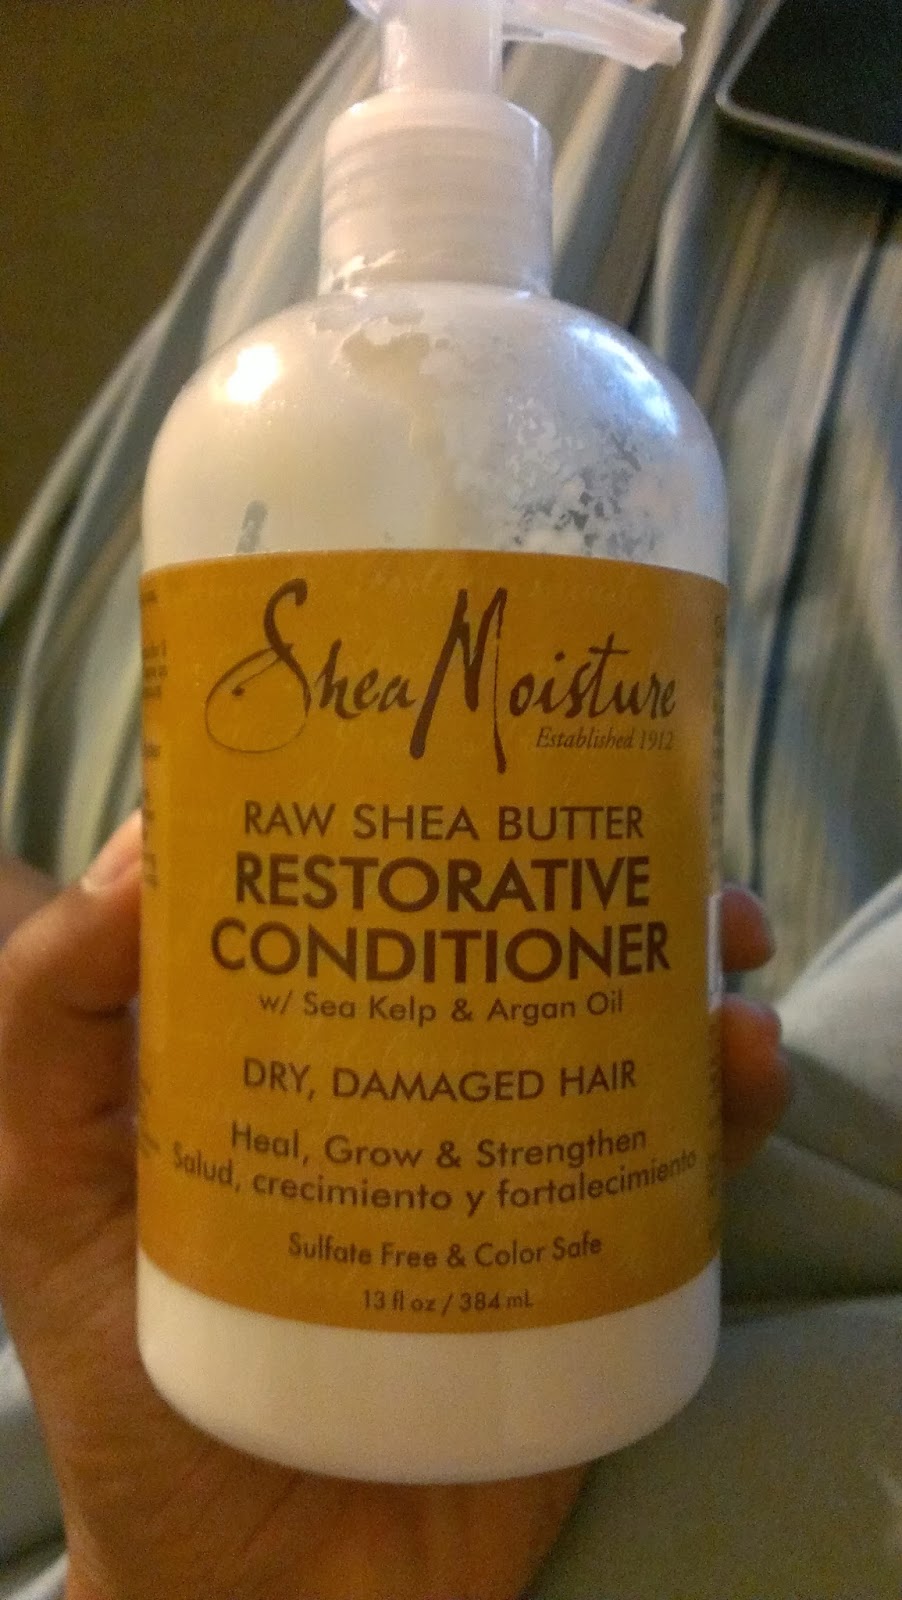 SheaMoisture
Established 1912
RAW SHEA BUTTER
RESTORATIVE
CONDITIONER
w/ Sea Kelp & Argan Oil
DRY, DAMAGED HAIR
Heal, Grow & Strengthen
Salud, crecimiento y fortalecimiento
Sulfate Free & Color Safe
13 fl oz / 384 mL